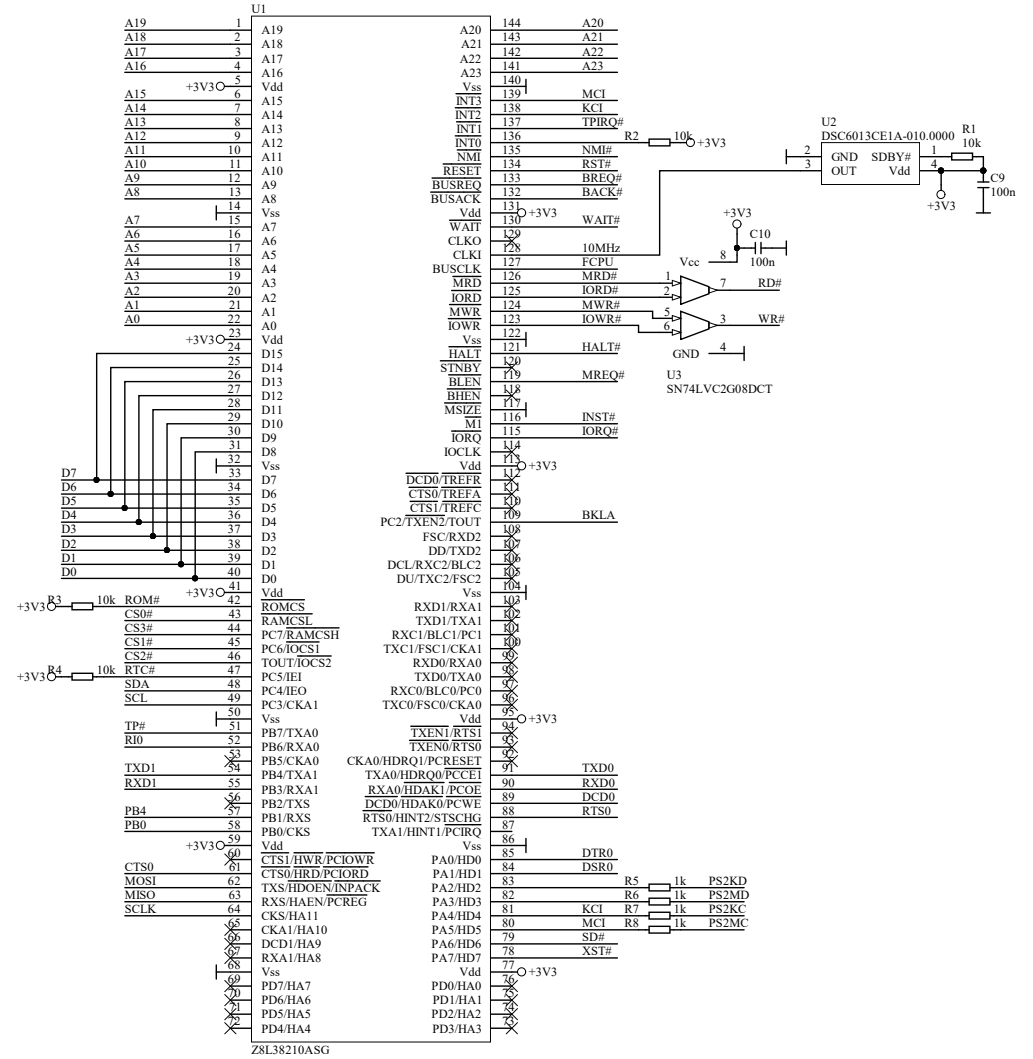 U1
A19 1 A19 A20 144 A20
A18 2 A18 A21 143 A21
A17 3 A17 A22 142 A22
A16 4 A16 A23 141 A23
+3V3 5 Vdd Vss 140
A15 6 A15 INT3 139 MCI
A14 7 A14 INT2 138 KCI
A13 8 A13 INT1 137 TPIRQ#
A12 9 A12 INT0 136 R2 10k +3V3
A11 10 A11 NMI 135 NMI#
A10 11 A10 RESET 134 RST#
A9 12 A9 BUSREQ 133 BREQ#
A8 13 A8 BUSACK 132 BACK#
14 Vss Vdd 131 +3V3
A7 15 A7 WAIT 130 WAIT#
A6 16 A6 CLKO 129
A5 17 A5 CLKI 128 10MHz
A4 18 A4 BUSCLK 127 FCPU
A3 19 A3 MRD 126 MRD#
A2 20 A2 IORD 125 IORD#
A1 21 A1 MWR 124 MWR#
A0 22 A0 IOWR 123 IOWR#
+3V3 23 Vdd Vss 122
24 D15 HALT 121 HALT#
25 D14 STNBY 120
26 D13 BLEN 119 MREQ#
27 D12 BHEN 118
28 D11 MSIZE 117
29 D10 M1 116 INST#
30 D9 IORQ 115 IORQ#
31 D8 IOCLK 114
32 Vss Vdd 113 +3V3
D7 33 D7 DCD0/TREFR 112
D6 34 D6 CTS0/TREFA 111
D5 35 D5 CTS1/TREFC 110
D4 36 D4 PC2/TXEN2/TOUT 109 BKLA
D3 37 D3 FSC/RXD2 108
D2 38 D2 DD/TXD2 107
D1 39 D1 DCL/RXC2/BLC2 106
D0 40 D0 DU/TXC2/FSC2 105
41 Vdd Vss 104
+3V3 R3 10k ROM# 42 ROMCS RXD1/RXA1 103
CS0# 43 RAMCSL TXD1/TXA1 102
CS3# 44 PC7/RAMCSH RXC1/BLC1/PC1 101
CS1# 45 PC6/IOCS1 TXC1/FSC1/CKA1 100
CS2# 46 TOUT/IOCS2 RXD0/RXA0 99
+3V3 R4 10k RTC# 47 PC5/IEI TXD0/TXA0 98
SDA 48 PC4/IEO RXC0/BLC0/PC0 97
SCL 49 PC3/CKA1 TXC0/FSC0/CKA0 96
50 Vss Vdd 95 +3V3
TP# 51 PB7/TXA0 TXEN1/RTS1 94
RI0 52 PB6/RXA0 TXEN0/RTS0 93
53 PB5/CKA0 CKA0/HDRQ1/PCRESET 92
TXD1 54 PB4/TXA1 TXA0/HDRQ0/PCCE1 91 TXD0
RXD1 55 PB3/RXA1 RXA0/HDAK1/PCOE 90 RXD0
56 PB2/TXS DCD0/HDAK0/PCWE 89 DCD0
PB4 57 PB1/RXS RTS0/HINT2/STSCHG 88 RTS0
PB0 58 PB0/CKS TXA1/HINT1/PCIRQ 87
+3V3 59 Vdd Vss 86
60 CTS1/HWR/PCIOWR PA0/HD0 85 DTR0
CTS0 61 CTS0/HRD/PCIORD PA1/HD1 84 DSR0
MOSI 62 TXS/HDOEN/INPACK PA2/HD2 83 R5 1k PS2KD
MISO 63 RXS/HAEN/PCREG PA3/HD3 82 R6 1k PS2MD
SCLK 64 CKS/HA11 PA4/HD4 81 KCI R7 1k PS2KC
65 CKA1/HA10 PA5/HD5 80 MCI R8 1k PS2MC
66 DCD1/HA9 PA6/HD6 79 SD#
67 RXA1/HA8 PA7/HD7 78 XST#
68 Vss Vdd 77 +3V3
69 PD7/HA7 PD0/HA0 76
70 PD6/HA6 PD1/HA1 75
71 PD5/HA5 PD2/HA2 74
72 PD4/HA4 PD3/HA3 73
Z8L38210ASG
+3V3
U2
DSC6013CE1A-010.0000
R1
10k
2 GND SDBY# 1
3 OUT Vdd 4
C9
100n
+3V3
+3V3
C10
100n
Vcc 8
1
2
7 RD#
5
6
3 WR#
GND 4
U3
SN74LVC2G08DCT